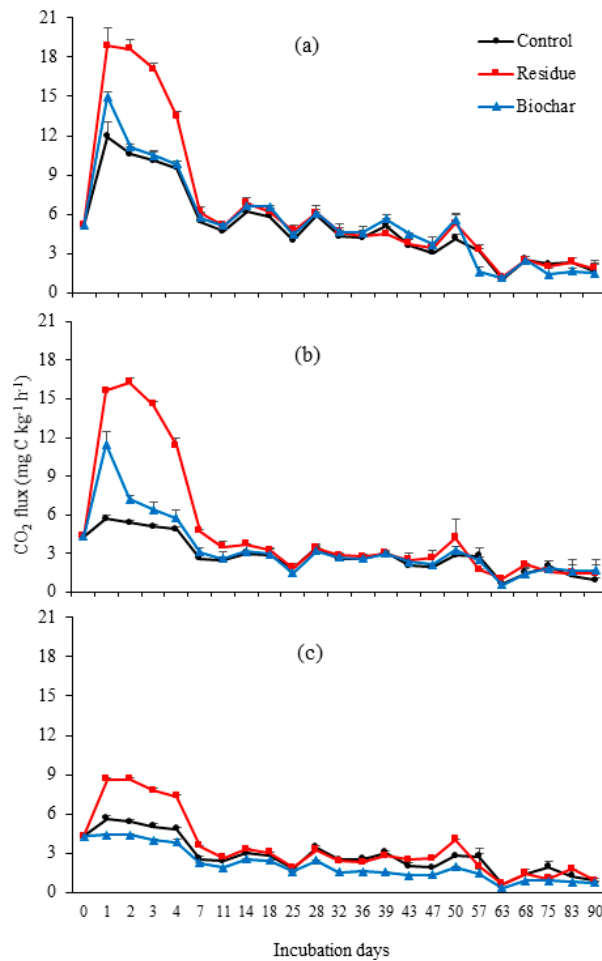 21
18
15
12
9
6
3
0
(a)
Control
Residue
Biochar
21
18
15
12
9
6
3
0
(b)
CO₂ flux (mg C kg⁻¹ h⁻¹)
21
18
15
12
9
6
3
0
(c)
0 1 2 3 4 7 11 14 18 25 28 32 36 39 43 47 50 57 63 68 75 83 90
Incubation days